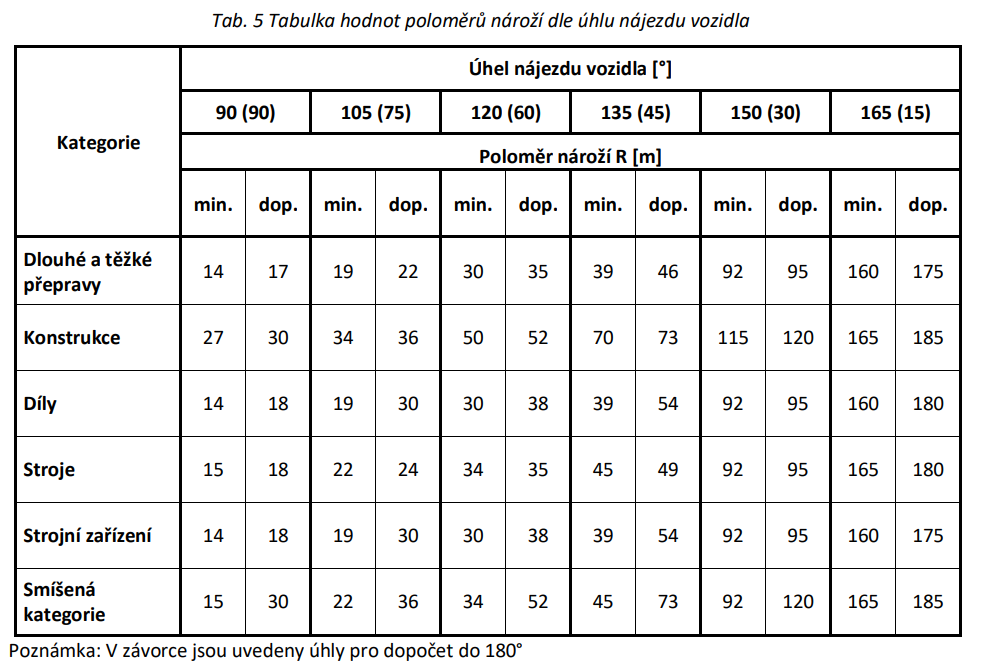 Tab. 5 Tabulka hodnot poloměrů nároží dle úhlu nájezdu vozidla
Kategorie
Úhel nájezdu vozidla [°]
90 (90) 105 (75) 120 (60) 135 (45) 150 (30) 165 (15)
Poloměr nároží R [m]
min. dop. min. dop. min. dop. min. dop. min. dop. min. dop.
Dlouhé a těžké
přepravy
14 17 19 22 30 35 39 46 92 95 160 175
Konstrukce 27 30 34 36 50 52 70 73 115 120 165 185
Díly 14 18 19 30 30 38 39 54 92 95 160 180
Stroje 15 18 22 24 34 35 45 49 92 95 165 180
Strojní zařízení 14 18 19 30 30 38 39 54 92 95 160 175
Smíšená
kategorie
15 30 22 36 34 52 45 73 92 120 165 185
Poznámka: V závorce jsou uvedeny úhly pro dopočet do 180°